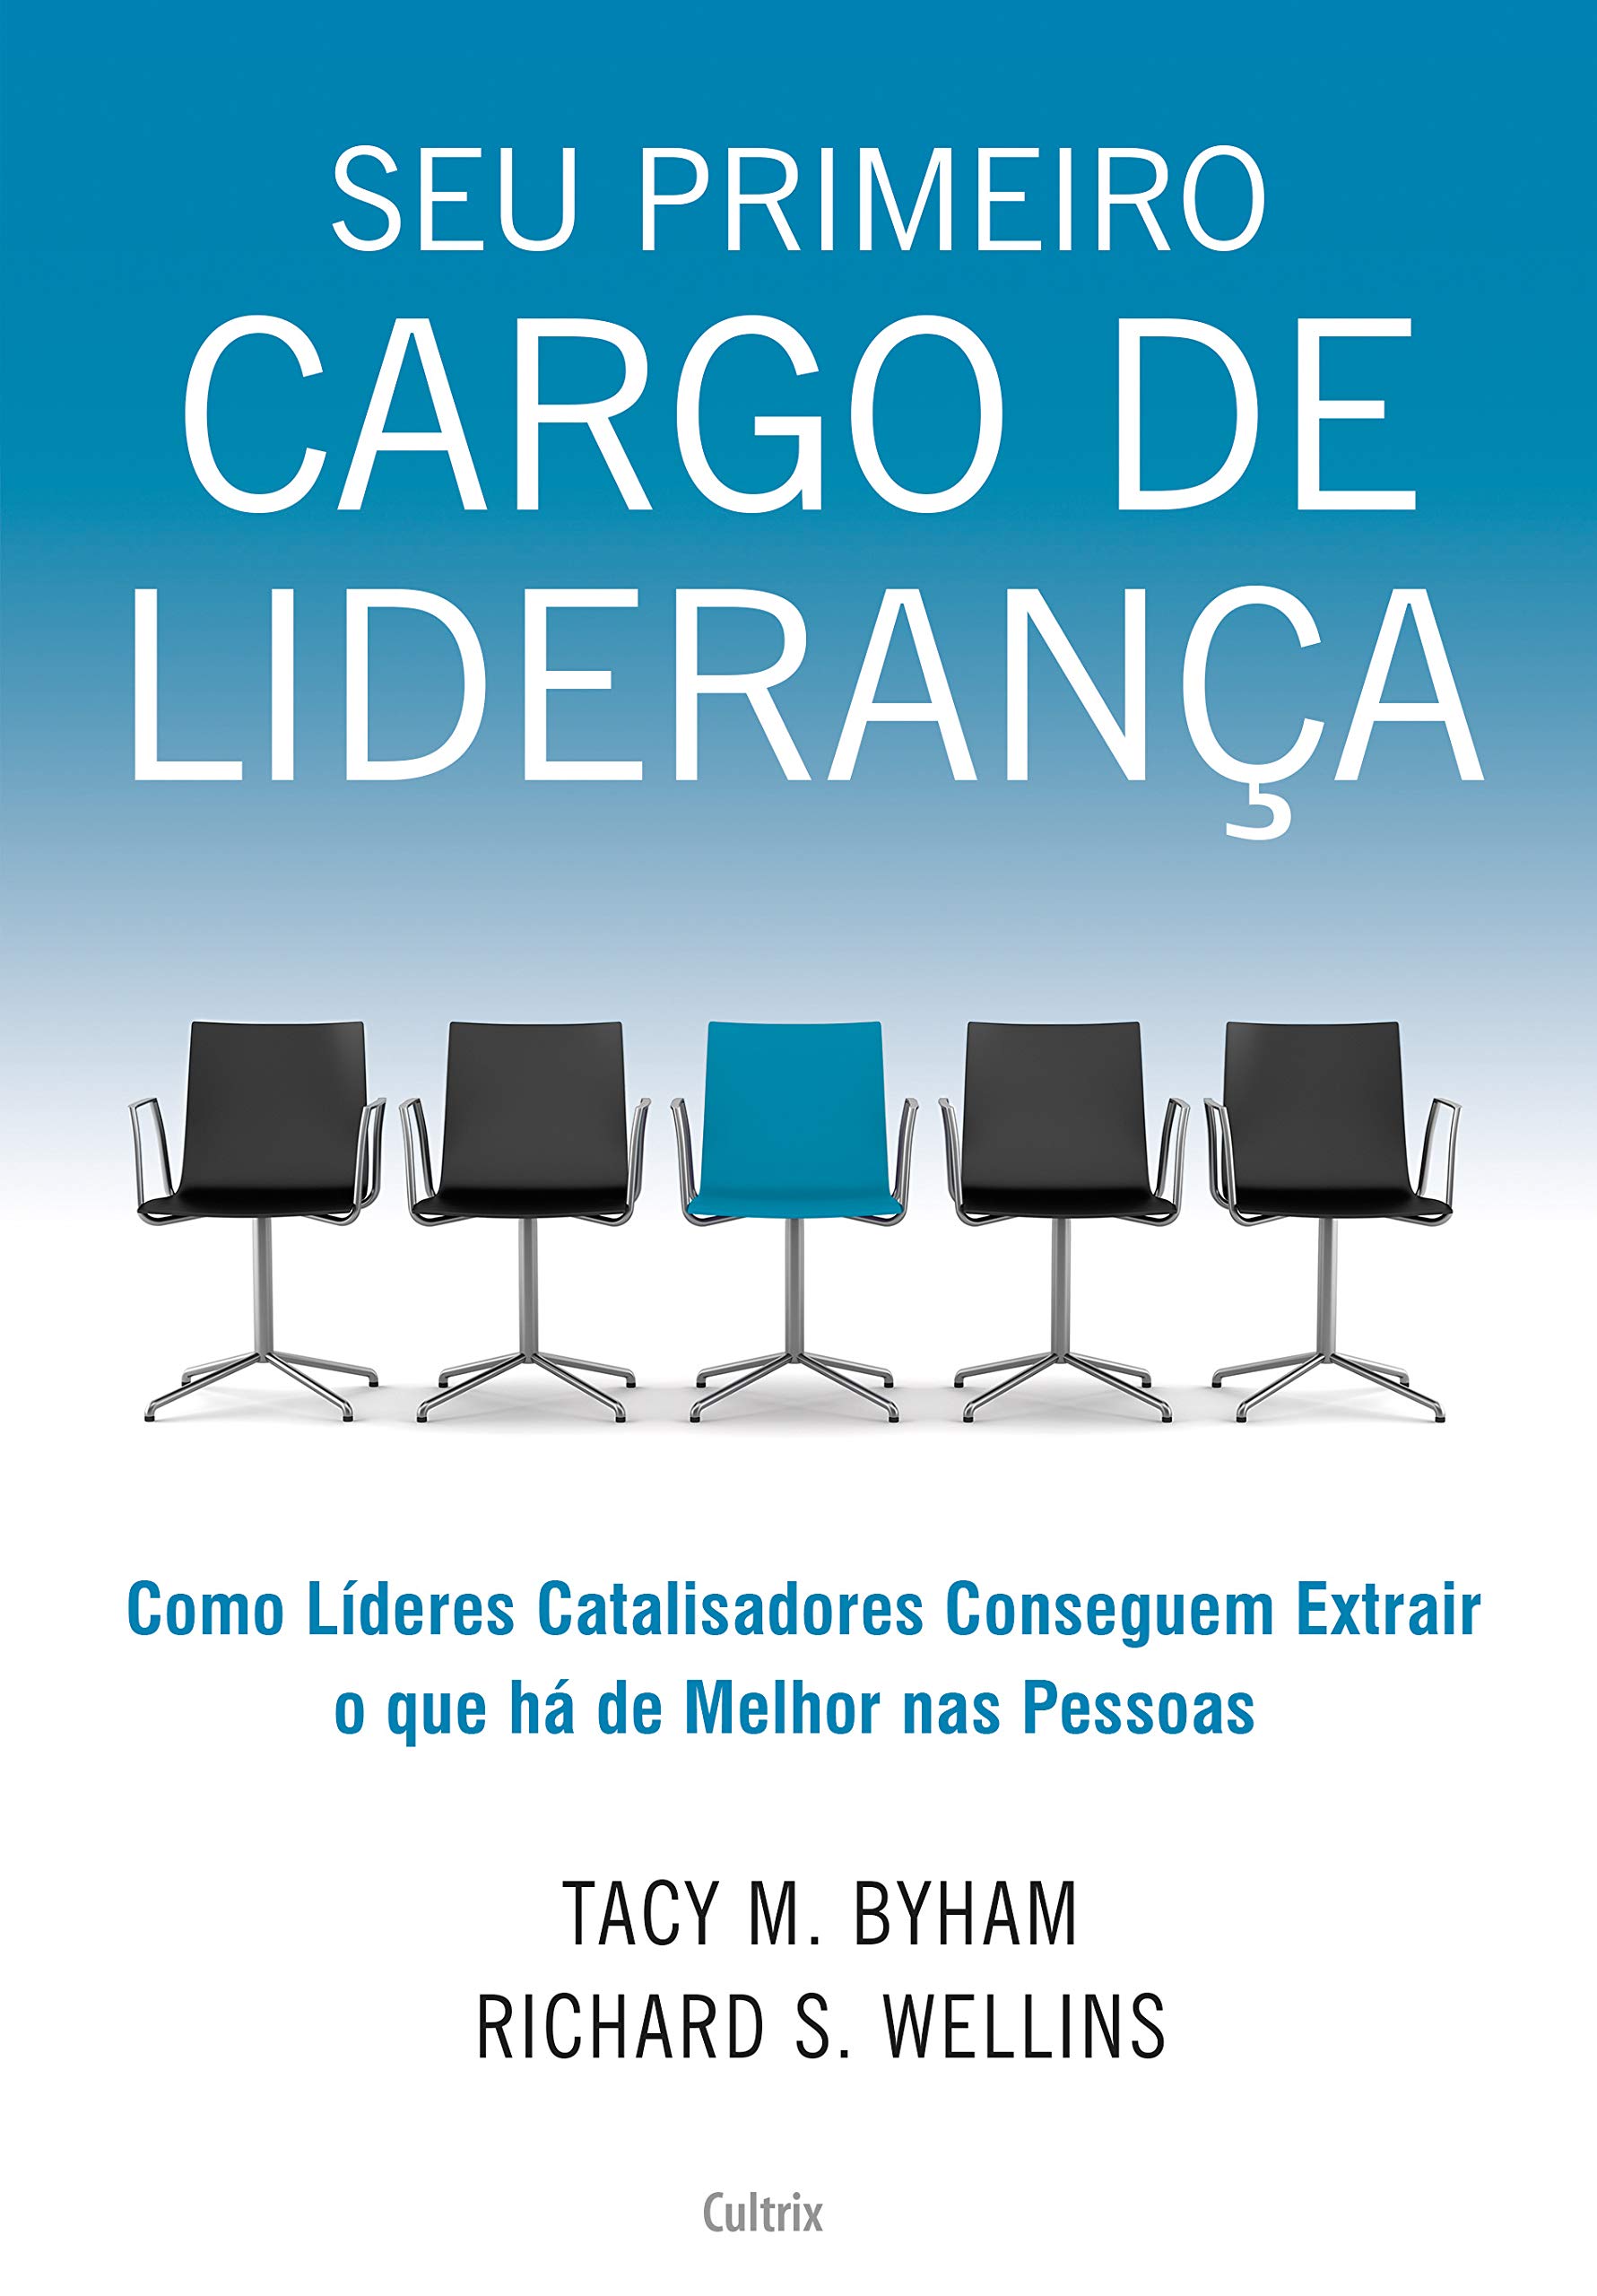 SEU PRIMEIRO
CARGO DE
LIDERANÇA
Como Líderes Catalisadores Conseguem Extrair
o que há de Melhor nas Pessoas
TACY M. BYHAM
RICHARD S. WELLINS
Cultrix